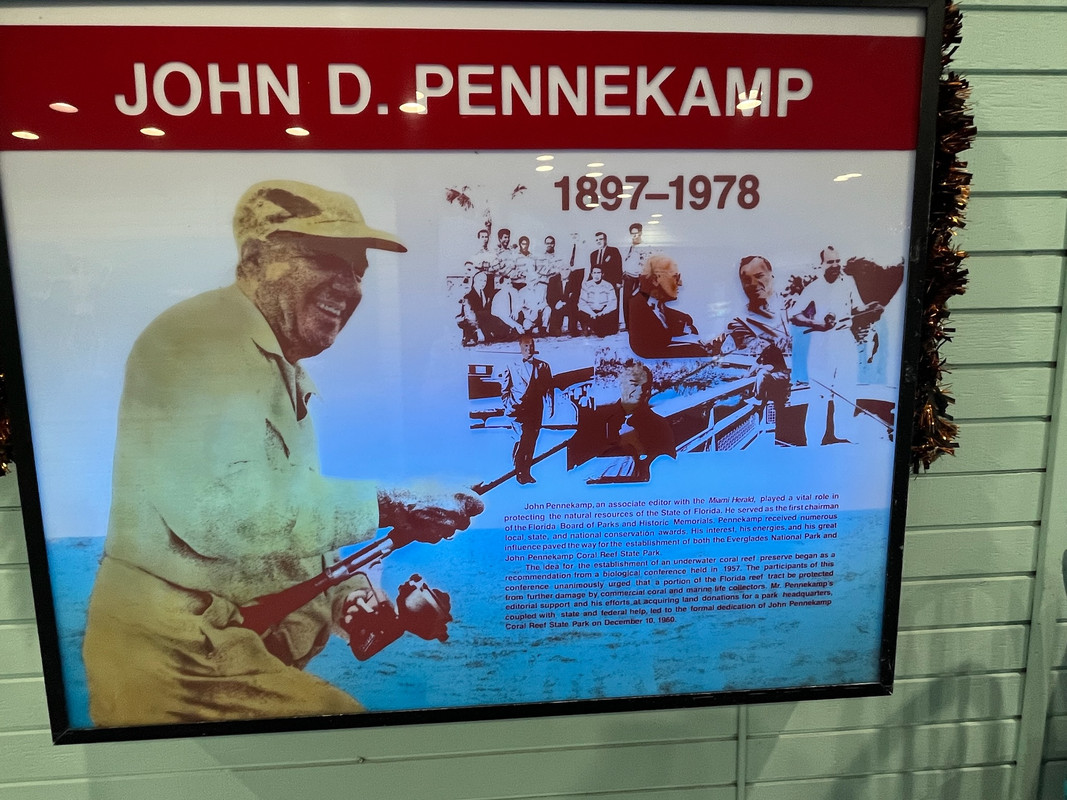 JOHN D. PENNEKAMP
1897–1978
John Pennekamp, an associate editor with the Miami Herald, played a vital role in
protecting the natural resources of the State of Florida. He served as the first chairman
of the Florida Board of Parks and Historic Memorials. Pennekamp received numerous
local, state, and national conservation awards. His interest, his energies, and his great
influence paved the way for the establishment of both the Everglades National Park and
John Pennekamp Coral Reef State Park.
The idea for the establishment of an underwater coral reef preserve began as a
recommendation from a biological conference held in 1957. The participants of this
conference unanimously urged that a portion of the Florida reef tract be protected
from further damage by commercial coral and marine life collectors. Mr. Pennekamp's
editorial support and his efforts at acquiring land donations for a park headquarters,
coupled with state and federal help, led to the formal dedication of John Pennekamp
Coral Reef State Park on December 10, 1960.